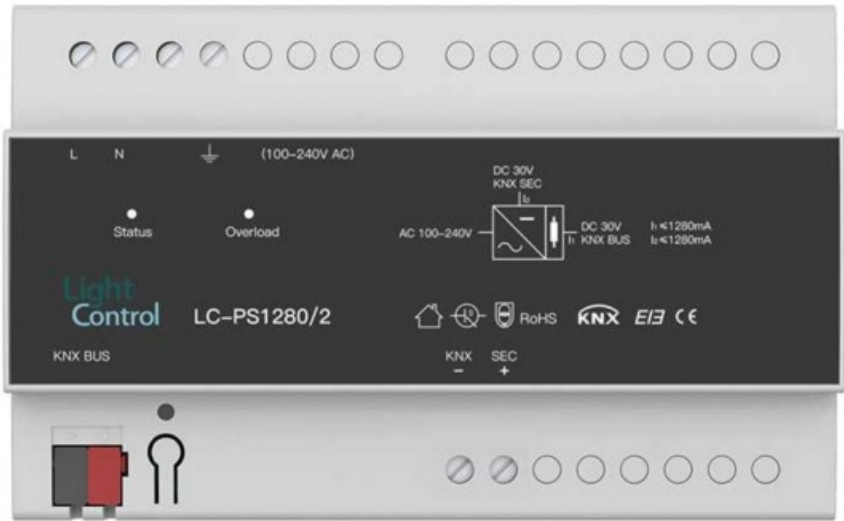 L N (100-240V AC)
DC 30V
KNX SEC
I₂
Status Overload
AC 100-240V
DC 30V I₁≤1280mA
I₁ KNX BUS I₂≤1280mA
Light
Control LC-PS1280/2
RoHS KNX EIB CE
KNX BUS
KNX SEC
- +